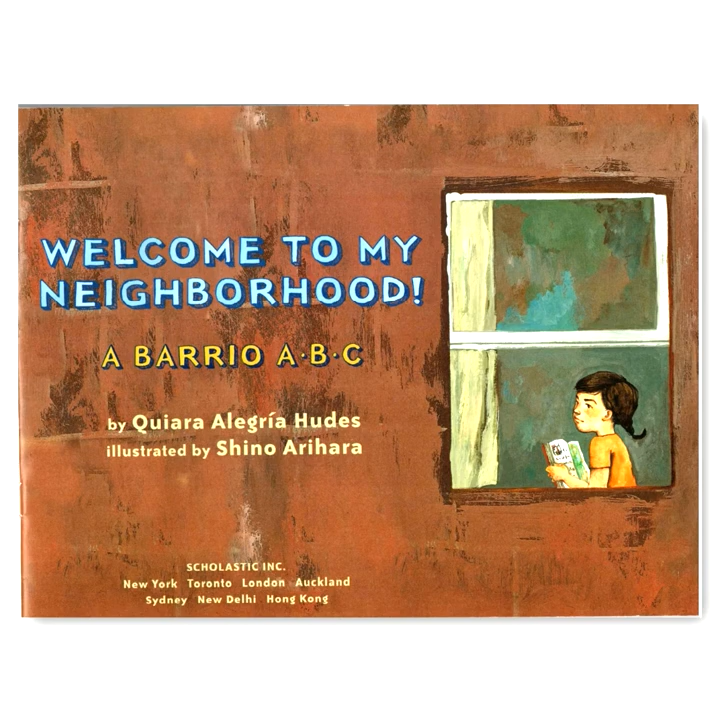 WELCOME TO MY
NEIGHBORHOOD!
A BARRIO A·B·C
by Quiara Alegría Hudes
illustrated by Shino Arihara
SCHOLASTIC INC.
New York Toronto London Auckland
Sydney New Delhi Hong Kong